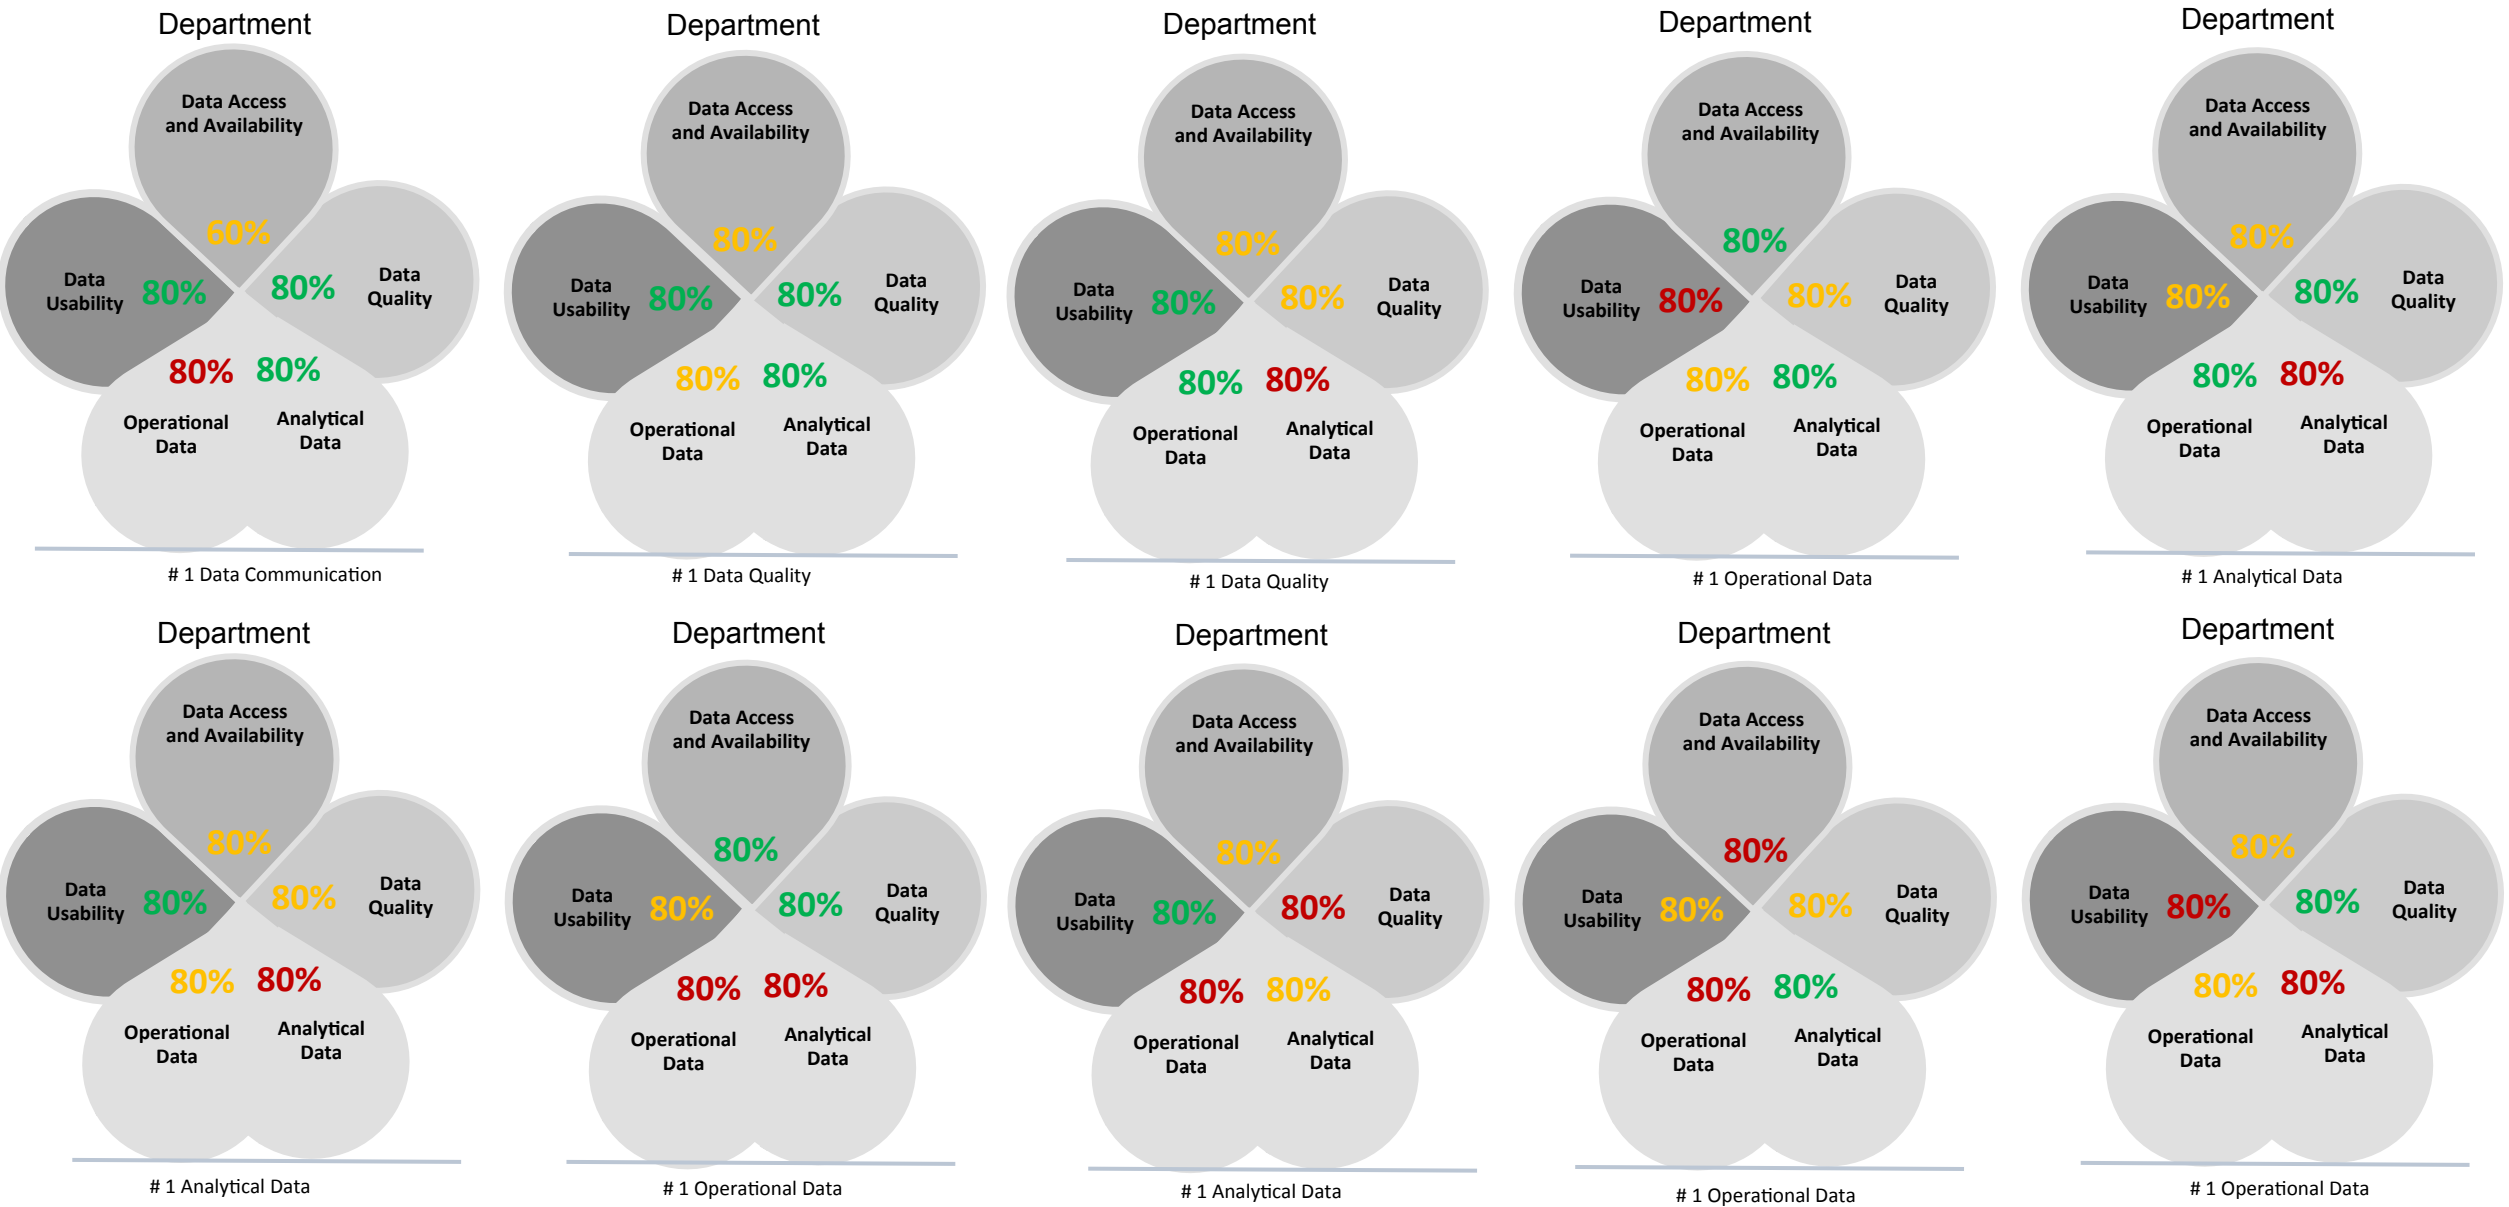 Department
Data Access
and Availability
60%
Data
Usability
80%
80%
Data
Quality
80%
80%
Operational
Data
Analytical
Data
# 1 Data Communication
Department
Data Access
and Availability
80%
Data
Usability
80%
80%
Data
Quality
80%
80%
Operational
Data
Analytical
Data
# 1 Data Quality
Department
Data Access
and Availability
80%
Data
Usability
80%
80%
Data
Quality
80%
80%
Operational
Data
Analytical
Data
# 1 Data Quality
Department
Data Access
and Availability
80%
Data
Usability
80%
80%
Data
Quality
80%
80%
Operational
Data
Analytical
Data
# 1 Operational Data
Department
Data Access
and Availability
80%
Data
Usability
80%
80%
Data
Quality
80%
80%
Operational
Data
Analytical
Data
# 1 Analytical Data
Department
Data Access
and Availability
80%
Data
Usability
80%
80%
Data
Quality
80%
80%
Operational
Data
Analytical
Data
# 1 Analytical Data
Department
Data Access
and Availability
80%
Data
Usability
80%
80%
Data
Quality
80%
80%
Operational
Data
Analytical
Data
# 1 Operational Data
Department
Data Access
and Availability
80%
Data
Usability
80%
80%
Data
Quality
80%
80%
Operational
Data
Analytical
Data
# 1 Analytical Data
Department
Data Access
and Availability
80%
Data
Usability
80%
80%
Data
Quality
80%
80%
Operational
Data
Analytical
Data
# 1 Operational Data
Department
Data Access
and Availability
80%
Data
Usability
80%
80%
Data
Quality
80%
80%
Operational
Data
Analytical
Data
# 1 Operational Data